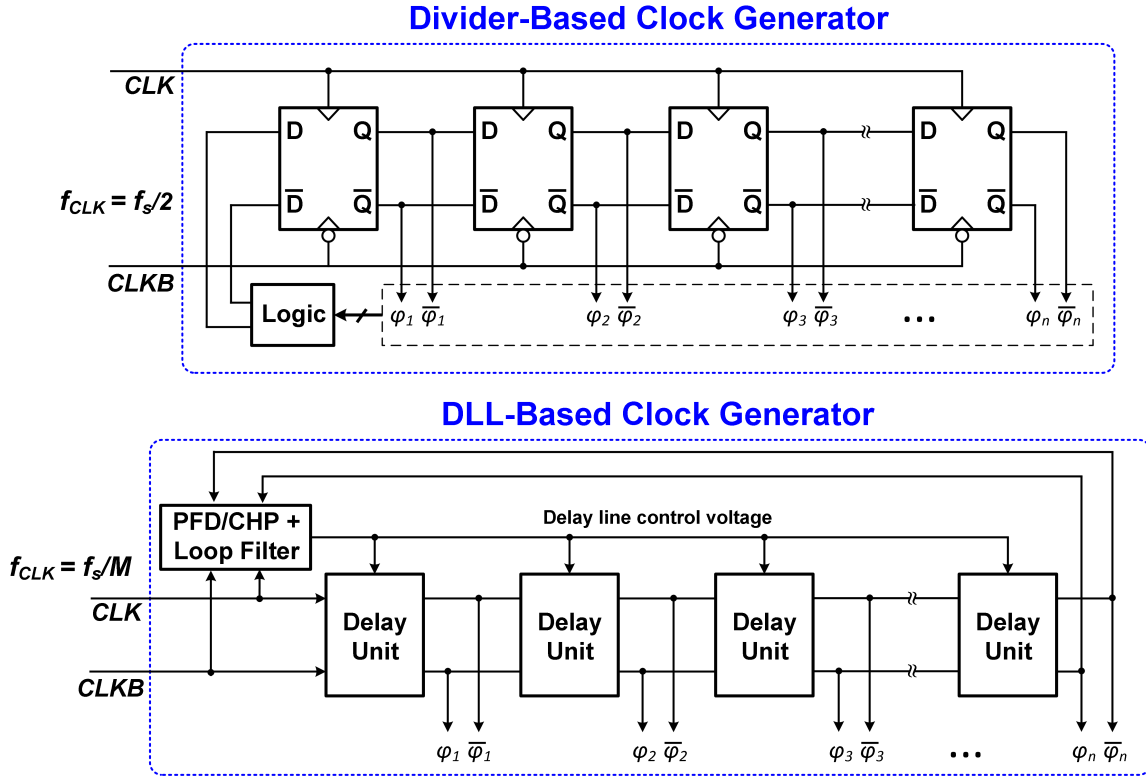 Divider-Based Clock Generator
CLK
D Q D Q D Q D Q
f_CLK = f_s/2
D̅ Q̅ D̅ Q̅ D̅ Q̅ D̅ Q̅
CLKB
Logic
φ₁ φ̅₁ φ₂ φ̅₂ φ₃ φ̅₃ ... φₙ φ̅ₙ
DLL-Based Clock Generator
PFD/CHP +
Loop Filter
Delay line control voltage
f_CLK = f_s/M
CLK
Delay
Unit
Delay
Unit
Delay
Unit
Delay
Unit
CLKB
φ₁ φ̅₁ φ₂ φ̅₂ φ₃ φ̅₃ ... φₙ φ̅ₙ